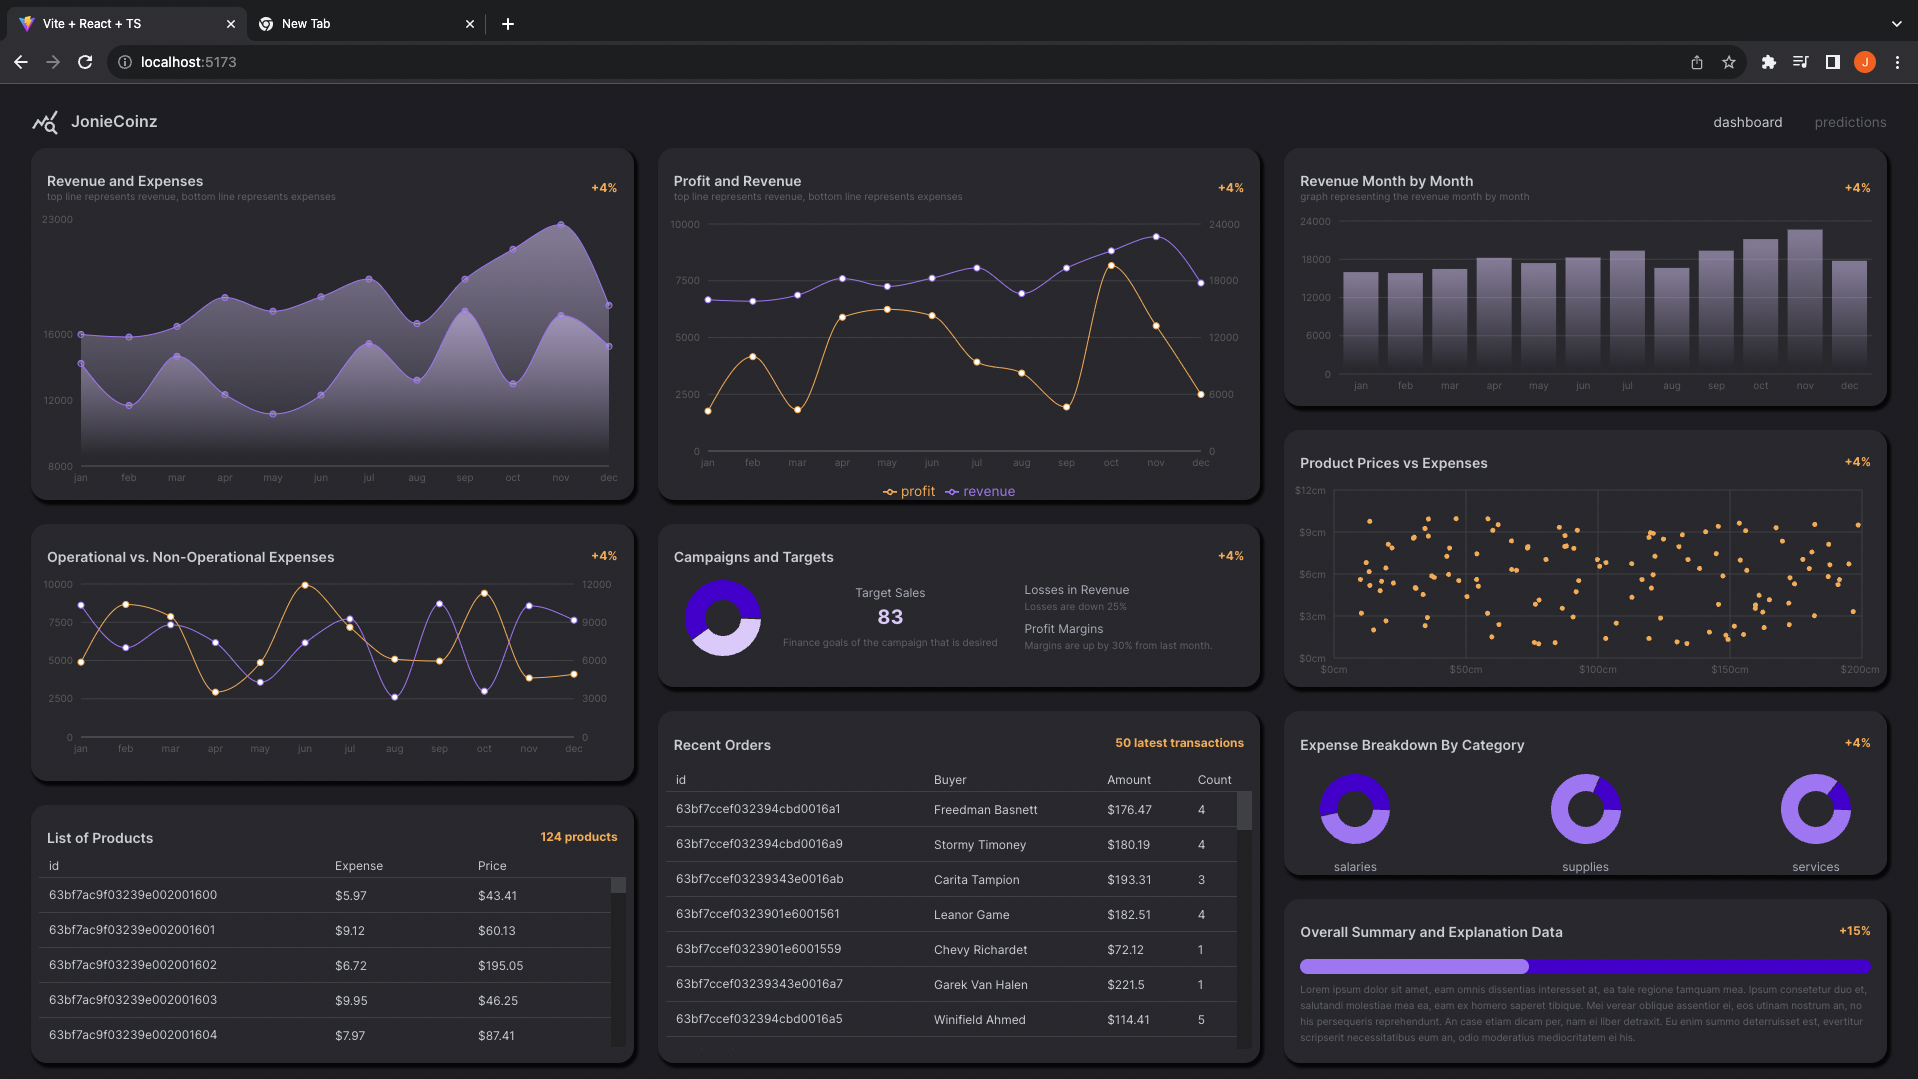 Vite + React + TS
New Tab
localhost:5173
J
JonieCoinz
dashboard
predictions
Revenue and Expenses
+4%
top line represents revenue, bottom line represents expenses
23000
16000
12000
8000
jan feb mar apr may jun jul aug sep oct nov dec
Profit and Revenue
+4%
top line represents revenue, bottom line represents expenses
10000 24000
7500 18000
5000 12000
2500 6000
0 0
jan feb mar apr may jun jul aug sep oct nov dec
profit revenue
Revenue Month by Month
+4%
graph representing the revenue month by month
24000
18000
12000
6000
0
jan feb mar apr may jun jul aug sep oct nov dec
Operational vs. Non-Operational Expenses
+4%
10000 12000
7500 9000
5000 6000
2500 3000
0 0
jan feb mar apr may jun jul aug sep oct nov dec
Campaigns and Targets
+4%
Target Sales
83
Finance goals of the campaign that is desired
Losses in Revenue
Losses are down 25%
Profit Margins
Margins are up by 30% from last month.
Product Prices vs Expenses
+4%
$12cm
$9cm
$6cm
$3cm
$0cm
$0cm $50cm $100cm $150cm $200cm
List of Products
124 products
id Expense Price
63bf7ac9f03239e002001600 $5.97 $43.41
63bf7ac9f03239e002001601 $9.12 $60.13
63bf7ac9f03239e002001602 $6.72 $195.05
63bf7ac9f03239e002001603 $9.95 $46.25
63bf7ac9f03239e002001604 $7.97 $87.41
Recent Orders
50 latest transactions
id Buyer Amount Count
63bf7ccef032394cbd0016a1 Freedman Basnett $176.47 4
63bf7ccef032394cbd0016a9 Stormy Timoney $180.19 4
63bf7ccef03239343e0016ab Carita Tampion $193.31 3
63bf7ccef0323901e6001561 Leanor Game $182.51 4
63bf7ccef0323901e6001559 Chevy Richardet $72.12 1
63bf7ccef03239343e0016a7 Garek Van Halen $221.5 1
63bf7ccef032394cbd0016a5 Winifield Ahmed $114.41 5
Expense Breakdown By Category
+4%
salaries supplies services
Overall Summary and Explanation Data
+15%
Lorem ipsum dolor sit amet, eam omnis dissentias interesset at, ea tale regione tamquam mea. Ipsum consetetur duo et,
salutandi molestiae mea ea, eam ex homero saperet tibique. Mei verear oblique assentior ei, eos utinam nostrum an, no
his persequeris reprehendunt. An case etiam dicam per, nam ei liber detraxit. Eu enim summo deterruisset est, evertitur
scripserit necessitatibus eum an, odio moderatius mediocritatem ei his.